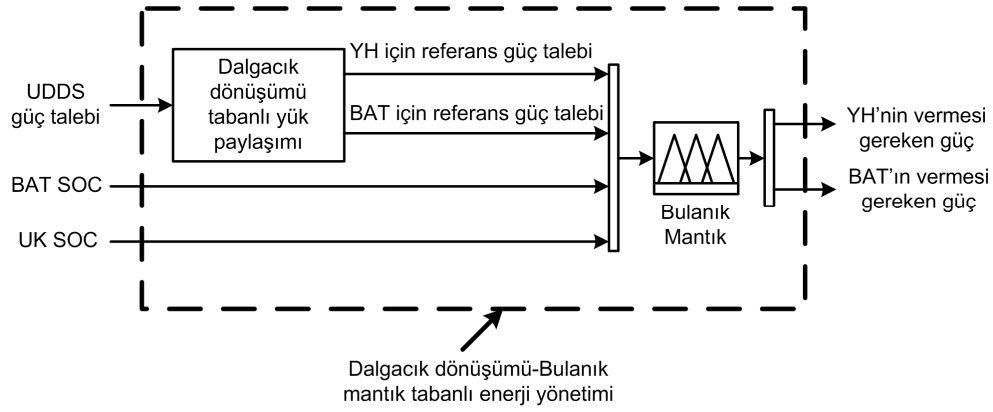 UDDS
güç talebi
BAT SOC
UK SOC
Dalgacık
dönüşümü
tabanlı yük
paylaşımı
YH için referans güç talebi
BAT için referans güç talebi
Bulanık
Mantık
YH'nin vermesi
gereken güç
BAT'ın vermesi
gereken güç
Dalgacık dönüşümü-Bulanık
mantık tabanlı enerji yönetimi